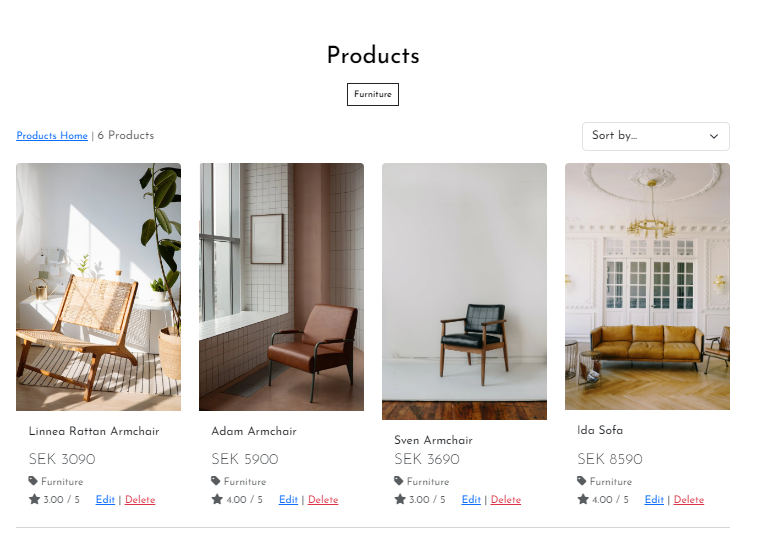 Products
Furniture
Products Home | 6 Products
Sort by...
Linnea Rattan Armchair
SEK 3090
Furniture
3.00 / 5 Edit | Delete
Adam Armchair
SEK 5900
Furniture
4.00 / 5 Edit | Delete
Sven Armchair
SEK 3690
Furniture
3.00 / 5 Edit | Delete
Ida Sofa
SEK 8590
Furniture
4.00 / 5 Edit | Delete